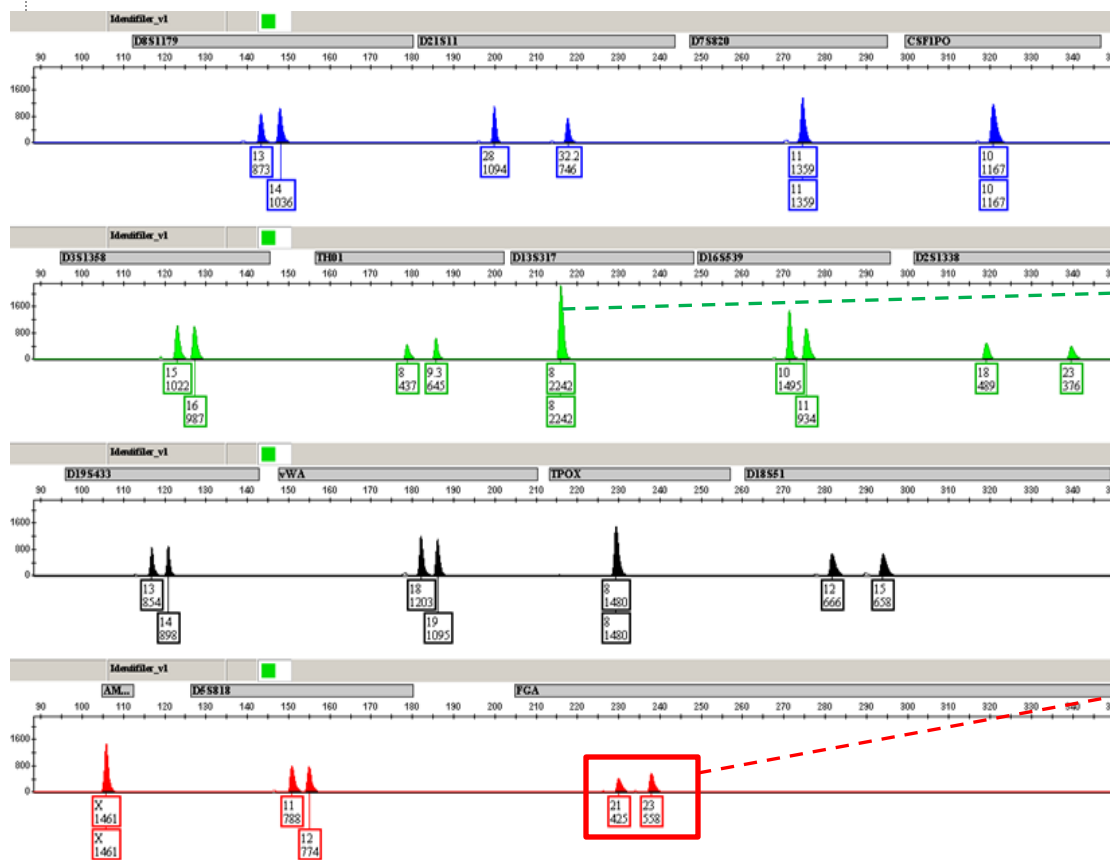 Identifiler_v1
D8S1179 D21S11 D7S820 CSF1PO
90 100 110 120 130 140 150 160 170 180 190 200 210 220 230 240 250 260 270 280 290 300 310 320 330 340
1600
800
0
13 28 32.2 11 10
873 1094 746 1359 1167
14 11 10
1036 1359 1167
Identifiler_v1
D3S1358 TH01 D13S317 D16S539 D2S1338
90 100 110 120 130 140 150 160 170 180 190 200 210 220 230 240 250 260 270 280 290 300 310 320 330 340
1600
800
0
15 8 9.3 8 10 18 23
1022 437 645 2242 1495 489 376
16 8 11
987 2242 934
Identifiler_v1
D19S433 vWA TPOX D18S51
90 100 110 120 130 140 150 160 170 180 190 200 210 220 230 240 250 260 270 280 290 300 310 320 330 340
1600
800
0
13 18 8 12 15
854 1203 1480 666 658
14 19 8
898 1095 1480
Identifiler_v1
AM... D5S818 FGA
90 100 110 120 130 140 150 160 170 180 190 200 210 220 230 240 250 260 270 280 290 300 310 320 330 340
1600
800
0
X 11 21 23
1461 788 425 558
X 12
1461 774